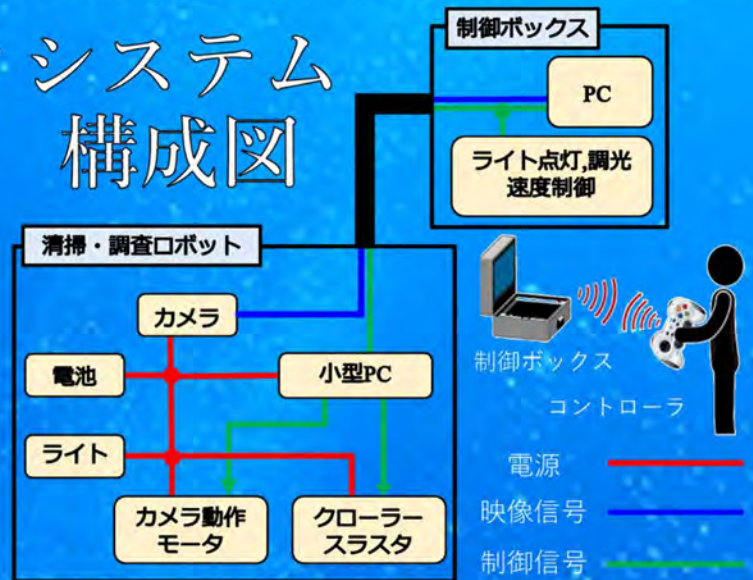 システム
構成図
制御ボックス
PC
ライト点灯,調光
速度制御
清掃・調査ロボット
カメラ
電池
小型PC
ライト
カメラ動作
モータ
クローラー
スラスタ
制御ボックス
コントローラ
電源
映像信号
制御信号